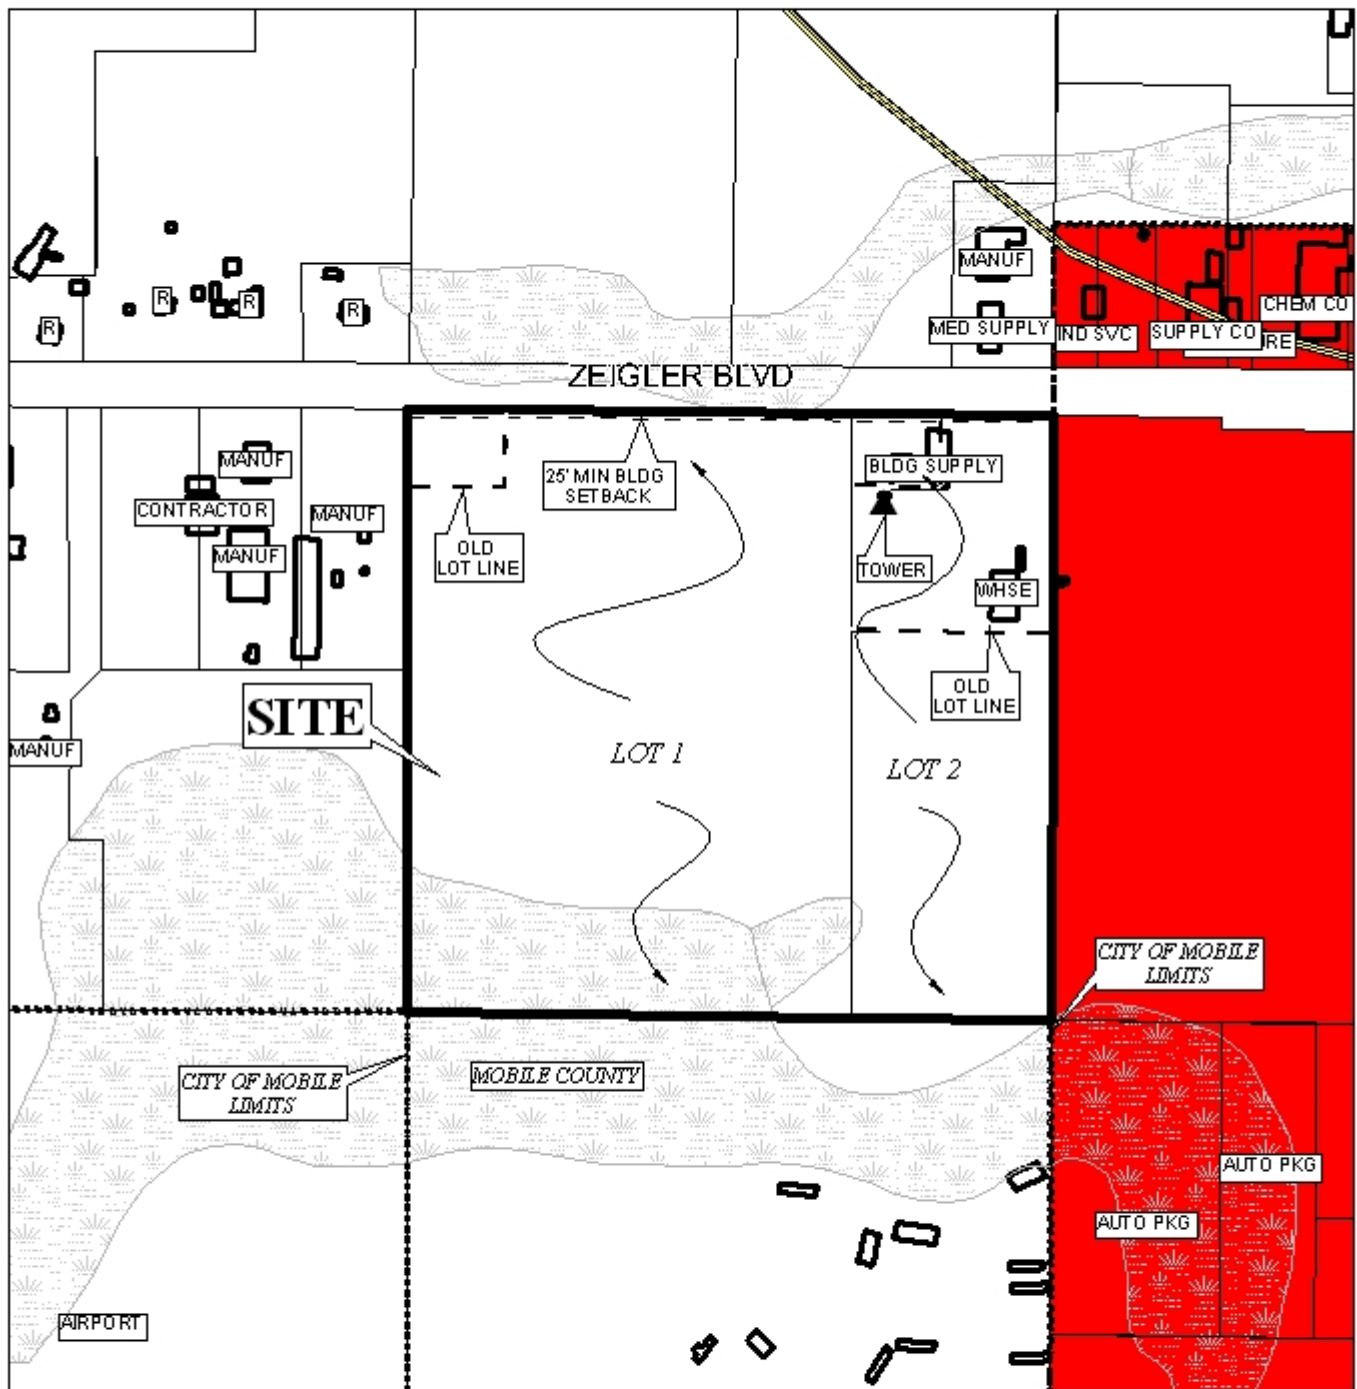 MANUF
CHEM CO
R
R
R
R
MED SUPPLY
IND SVC
SUPPLY CO
RE
ZEIGLER BLVD
MANUF
25' MIN BLDG
SETBACK
BLDG SUPPLY
CONTRACTOR
MANUF
MANUF
OLD
LOT LINE
TOWER
WHSE
OLD
LOT LINE
SITE
MANUF
LOT 1
LOT 2
CITY OF MOBILE
LIMITS
CITY OF MOBILE
LIMITS
MOBILE COUNTY
AUTO PKG
AUTO PKG
AIRPORT